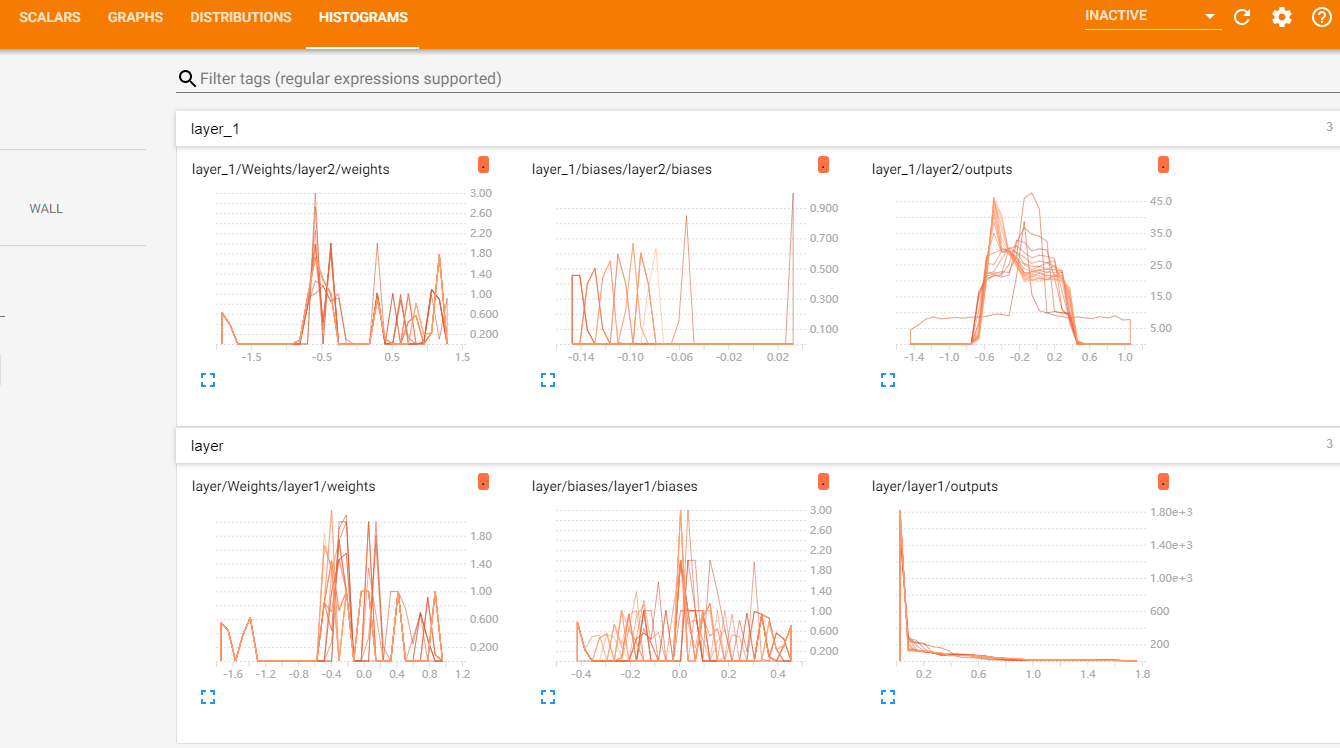 SCALARS GRAPHS DISTRIBUTIONS HISTOGRAMS INACTIVE
Filter tags (regular expressions supported)
WALL
layer_1 3
layer_1/Weights/layer2/weights
3.00
2.60
2.20
1.80
1.40
1.00
0.600
0.200
-1.5 -0.5 0.5 1.5
layer_1/biases/layer2/biases
0.900
0.700
0.500
0.300
0.100
-0.14 -0.10 -0.06 -0.02 0.02
layer_1/layer2/outputs
45.0
35.0
25.0
15.0
5.00
-1.4 -1.0 -0.6 -0.2 0.2 0.6 1.0
layer 3
layer/Weights/layer1/weights
1.80
1.40
1.00
0.600
0.200
-1.6 -1.2 -0.8 -0.4 0.0 0.4 0.8 1.2
layer/biases/layer1/biases
3.00
2.60
2.20
1.80
1.40
1.00
0.600
0.200
-0.4 -0.2 0.0 0.2 0.4
layer/layer1/outputs
1.80e+3
1.40e+3
1.00e+3
600
200
0.2 0.6 1.0 1.4 1.8